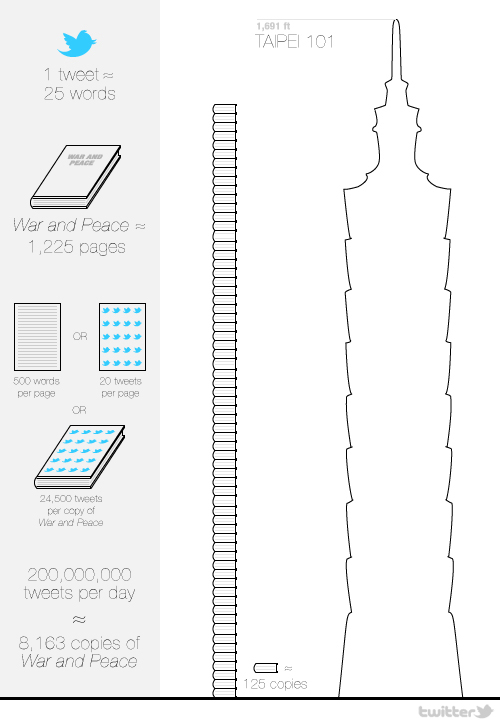 1 tweet ≈
25 words
WAR AND
PEACE
War and Peace ≈
1,225 pages
OR
500 words
per page
20 tweets
per page
OR
24,500 tweets
per copy of
War and Peace
200,000,000
tweets per day
≈
8,163 copies of
War and Peace
1,691 ft
TAIPEI 101
≈
125 copies
twitter